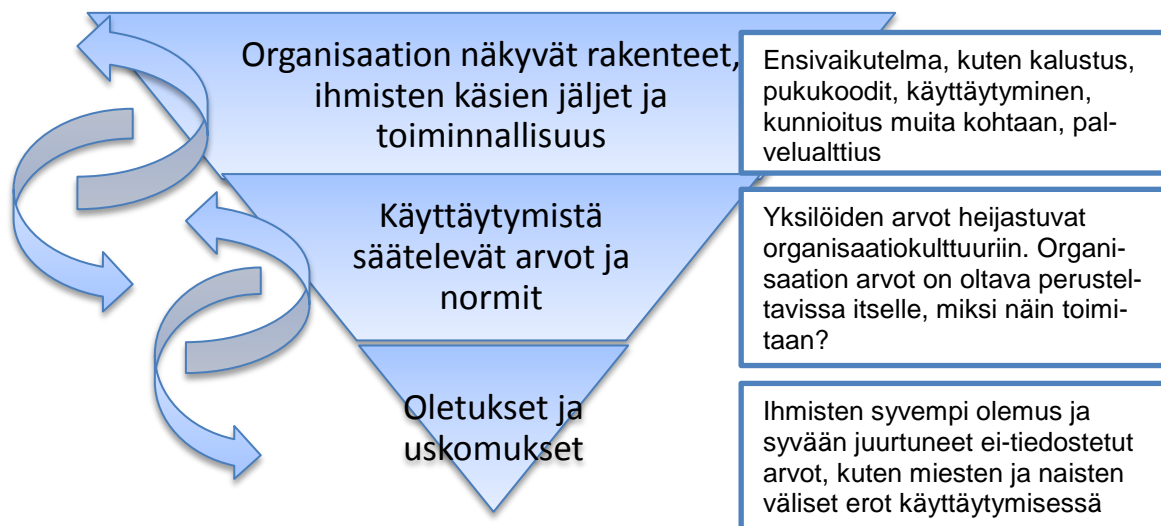 Organisaation näkyvät rakenteet,
ihmisten käsien jäljet ja
toiminnallisuus
Ensivaikutelma, kuten kalustus,
pukukoodit, käyttäytyminen,
kunnioitus muita kohtaan, pal-
velualttius
Käyttäytymistä
säätelevät arvot ja
normit
Yksilöiden arvot heijastuvat
organisaatiokulttuuriin. Organi-
saation arvot on oltava perustel-
tavissa itselle, miksi näin toimi-
taan?
Oletukset ja
uskomukset
Ihmisten syvempi olemus ja
syvään juurtuneet ei-tiedostetut
arvot, kuten miesten ja naisten
väliset erot käyttäytymisessä